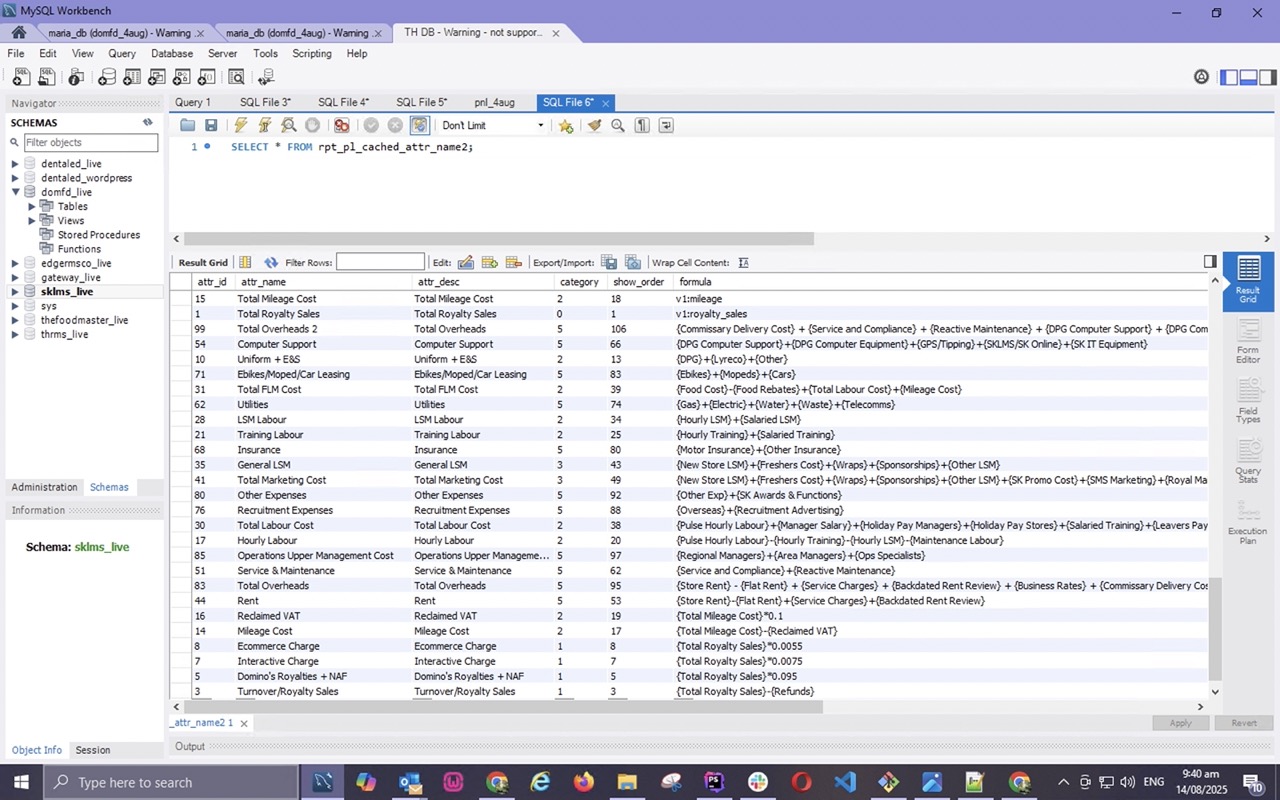 MySQL Workbench
maria_db (domfd_4aug) - Warning . x maria_db (domfd_4aug) - Warning . x TH DB - Warning - not suppor... x
File Edit View Query Database Server Tools Scripting Help
Navigator Query 1 SQL File 3* SQL File 4* SQL File 5* pnl_4aug SQL File 6* x
SCHEMAS
Don't Limit
Filter objects
1 SELECT * FROM rpt_pl_cached_attr_name2;
dentaled_live
dentaled_wordpress
domfd_live
Tables
Views
Stored Procedures
Functions
edgermsco_live
gateway_live
sklms_live
sys
thefoodmaster_live
thrms_live
Result Grid Filter Rows: Edit: Export/Import: Wrap Cell Content:
attr_id attr_name attr_desc category show_order formula
15 Total Mileage Cost Total Mileage Cost 2 18 v1:mileage
1 Total Royalty Sales Total Royalty Sales 0 1 v1:royalty_sales
99 Total Overheads 2 Total Overheads 5 106 {Commissary Delivery Cost} + {Service and Compliance} + {Reactive Maintenance} + {DPG Computer Support} + {DPG Com
54 Computer Support Computer Support 5 66 {DPG Computer Support}+{DPG Computer Equipment}+{GPS/Tipping}+{SKLMS/SK Online}+{SK IT Equipment}
10 Uniform + E&S Uniform + E&S 2 13 {DPG}+{Lyreco}+{Other}
71 Ebikes/Moped/Car Leasing Ebikes/Moped/Car Leasing 5 83 {Ebikes}+{Mopeds}+{Cars}
31 Total FLM Cost Total FLM Cost 2 39 {Food Cost}-{Food Rebates}+{Total Labour Cost}+{Mileage Cost}
62 Utilities Utilities 5 74 {Gas}+{Electric}+{Water}+{Waste}+{Telecomms}
28 LSM Labour LSM Labour 2 34 {Hourly LSM}+{Salaried LSM}
21 Training Labour Training Labour 2 25 {Hourly Training}+{Salaried Training}
68 Insurance Insurance 5 80 {Motor Insurance}+{Other Insurance}
35 General LSM General LSM 3 43 {New Store LSM}+{Freshers Cost}+{Wraps}+{Sponsorships}+{Other LSM}
41 Total Marketing Cost Total Marketing Cost 3 49 {New Store LSM}+{Freshers Cost}+{Wraps}+{Sponsorships}+{Other LSM}+{SK Promo Cost}+{SMS Marketing}+{Royal Ma
80 Other Expenses Other Expenses 5 92 {Other Exp}+{SK Awards & Functions}
76 Recruitment Expenses Recruitment Expenses 5 88 {Overseas}+{Recruitment Advertising}
30 Total Labour Cost Total Labour Cost 2 38 {Pulse Hourly Labour}+{Manager Salary}+{Holiday Pay Managers}+{Holiday Pay Stores}+{Salaried Training}+{Leavers Pay
17 Hourly Labour Hourly Labour 2 20 {Pulse Hourly Labour}-{Hourly Training}-{Hourly LSM}-{Maintenance Labour}
85 Operations Upper Management Cost Operations Upper Manageme... 5 97 {Regional Managers}+{Area Managers}+{Ops Specialists}
51 Service & Maintenance Service & Maintenance 5 62 {Service and Compliance}+{Reactive Maintenance}
83 Total Overheads Total Overheads 5 95 {Store Rent} - {Flat Rent} + {Service Charges} + {Backdated Rent Review} + {Business Rates} + {Commissary Delivery Cos
44 Rent Rent 5 53 {Store Rent}-{Flat Rent}+{Service Charges}+{Backdated Rent Review}
16 Reclaimed VAT Reclaimed VAT 2 19 {Total Mileage Cost}*0.1
14 Mileage Cost Mileage Cost 2 17 {Total Mileage Cost}-{Reclaimed VAT}
8 Ecommerce Charge Ecommerce Charge 1 8 {Total Royalty Sales}*0.0055
7 Interactive Charge Interactive Charge 1 7 {Total Royalty Sales}*0.0075
5 Domino's Royalties + NAF Domino's Royalties + NAF 1 5 {Total Royalty Sales}*0.095
3 Turnover/Royalty Sales Turnover/Royalty Sales 1 3 {Total Royalty Sales}-{Refunds}
Result Grid
Form Editor
Field Types
Query Stats
Execution Plan
Administration Schemas
Information
Schema: sklms_live
_attr_name2 1 x Apply Revert
Object Info Session Output
Type here to search
ENG
9:40 am
14/08/2025
10